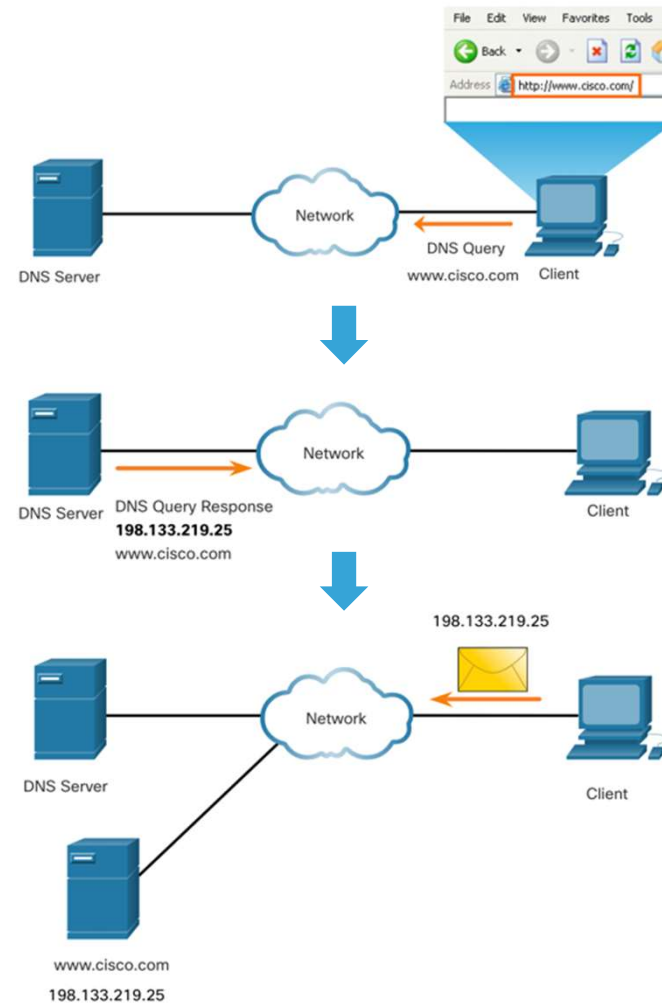 File Edit View Favorites Tools
Back
Address http://www.cisco.com/
Network
DNS Query
DNS Server
www.cisco.com Client
Network
DNS Server
DNS Query Response
Client
198.133.219.25
www.cisco.com
198.133.219.25
Network
DNS Server
Client
www.cisco.com
198.133.219.25